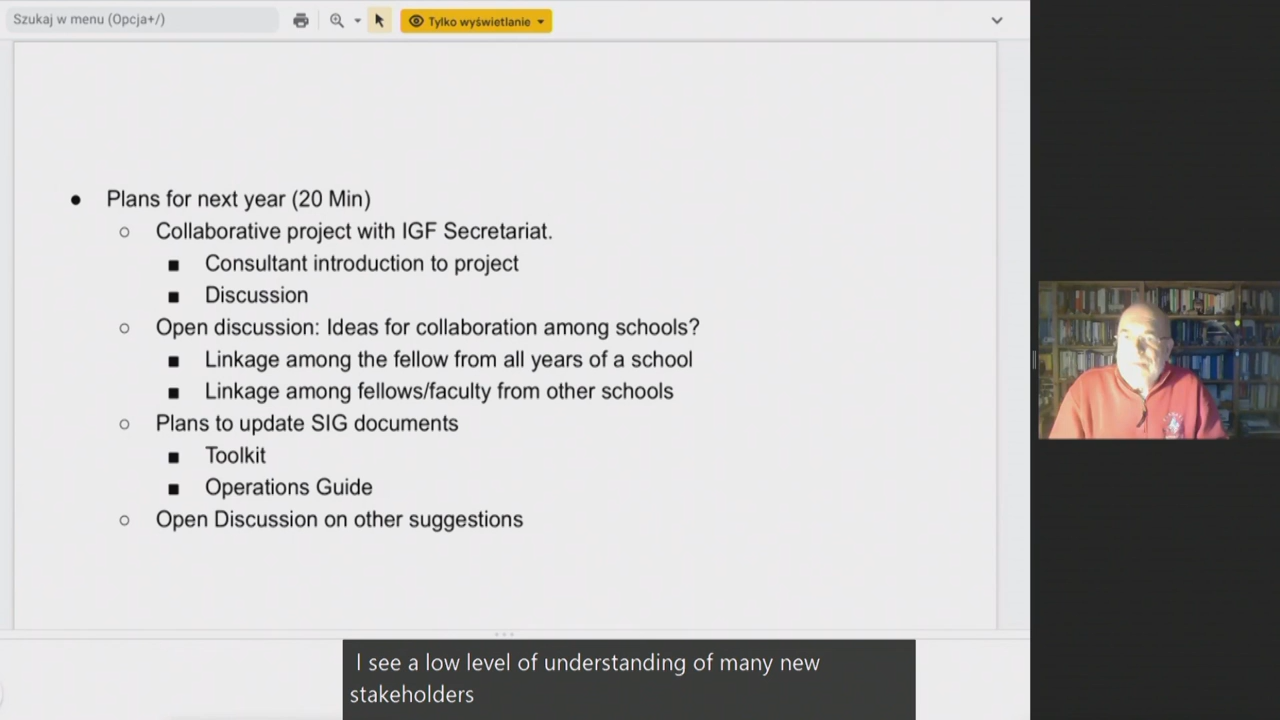 Szukaj w menu (Opcja+/)
Tylko wyświetlanie
● Plans for next year (20 Min)
○ Collaborative project with IGF Secretariat.
■ Consultant introduction to project
■ Discussion
○ Open discussion: Ideas for collaboration among schools?
■ Linkage among the fellow from all years of a school
■ Linkage among fellows/faculty from other schools
○ Plans to update SIG documents
■ Toolkit
■ Operations Guide
○ Open Discussion on other suggestions
I see a low level of understanding of many new
stakeholders